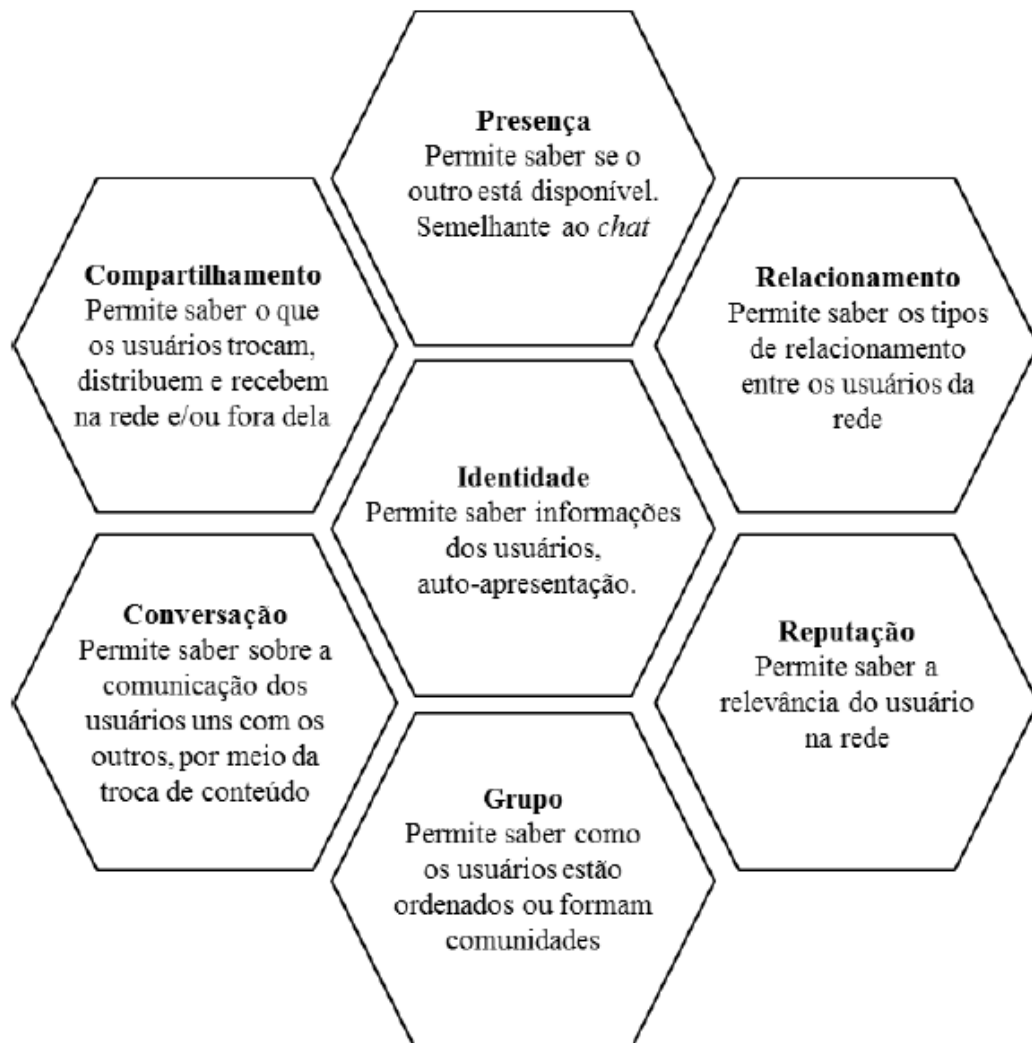 Presença
Permite saber se o
outro está disponível.
Semelhante ao chat
Compartilhamento
Permite saber o que
os usuários trocam,
distribuem e recebem
na rede e/ou fora dela
Relacionamento
Permite saber os tipos
de relacionamento
entre os usuários da
rede
Identidade
Permite saber informações
dos usuários,
auto-apresentação.
Conversação
Permite saber sobre a
comunicação dos
usuários uns com os
outros, por meio da
troca de conteúdo
Reputação
Permite saber a
relevância do usuário
na rede
Grupo
Permite saber como
os usuários estão
ordenados ou formam
comunidades